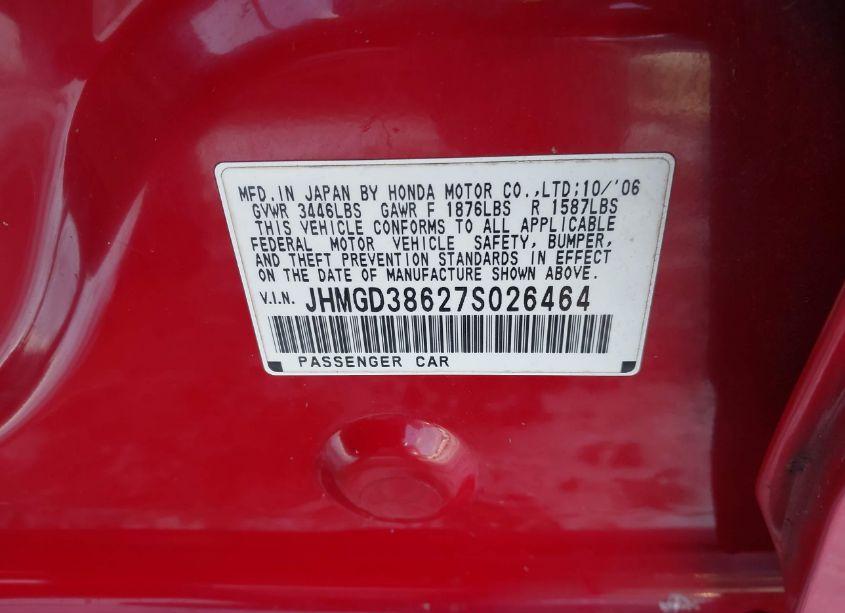 MFD.IN JAPAN BY HONDA MOTOR CO.,LTD;10/'06
GVWR 3446LBS GAWR F 1876LBS R 1587LBS
THIS VEHICLE CONFORMS TO ALL APPLICABLE
FEDERAL MOTOR VEHICLE SAFETY, BUMPER,
AND THEFT PREVENTION STANDARDS IN EFFECT
ON THE DATE OF MANUFACTURE SHOWN ABOVE.
V.I.N. JHMGD38627S026464
PASSENGER CAR